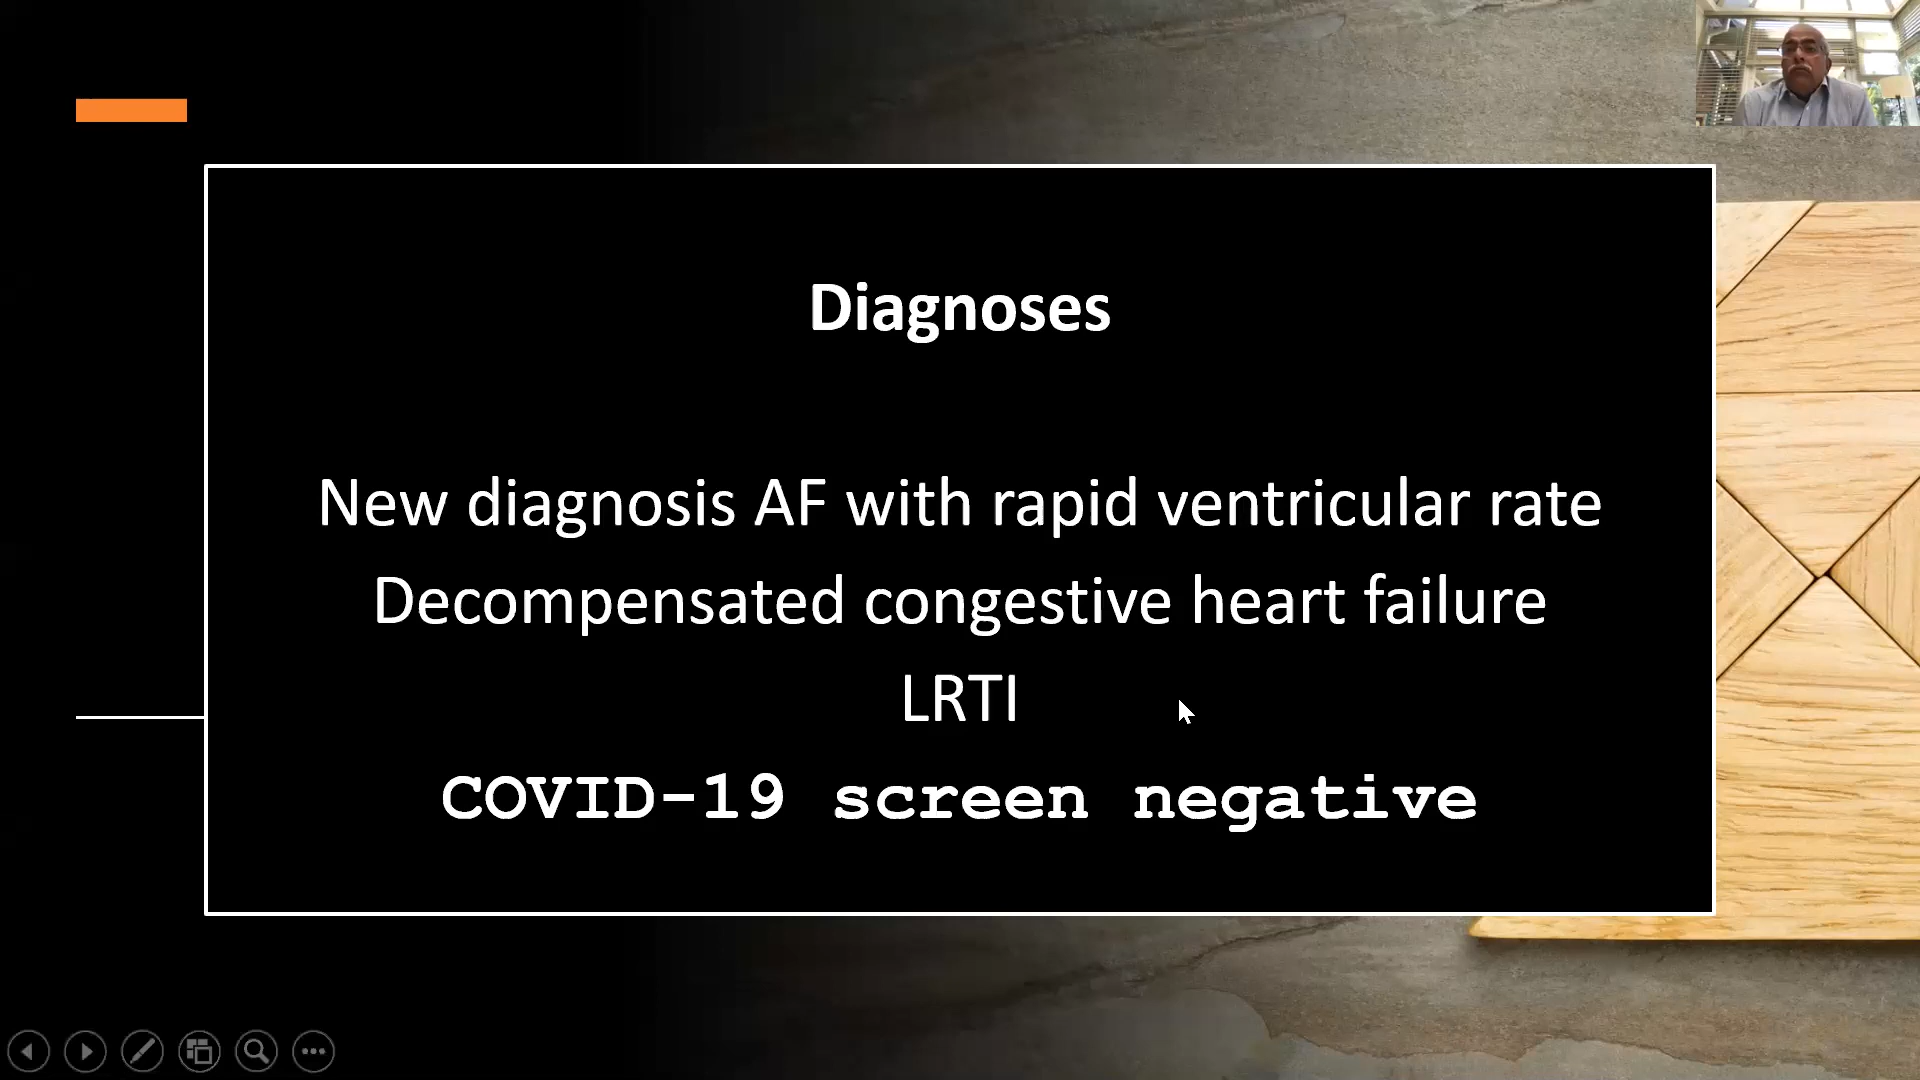 Diagnoses
New diagnosis AF with rapid ventricular rate
Decompensated congestive heart failure
LRTI
COVID-19 screen negative